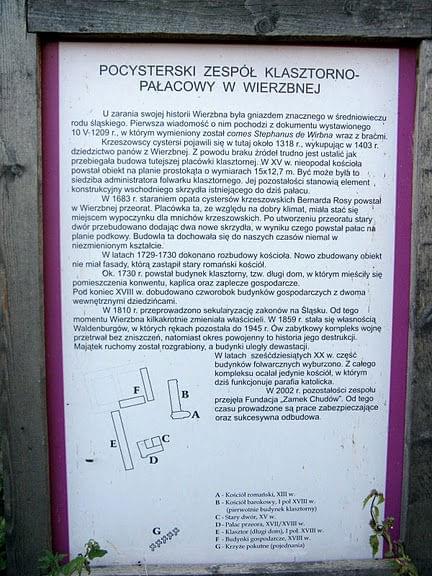 POCYSTERSKI ZESPÓŁ KLASZTORNO-
PAŁACOWY W WIERZBNEJ
U zarania swojej historii Wierzbna była gniazdem znacznego w średniowieczu
rodu śląskiego. Pierwsza wiadomość o nim pochodzi z dokumentu wystawionego
10 V 1209 r., w którym wymieniony został comes Stephanus de Wirbna wraz z braćmi.
Krzeszowscy cystersi pojawili się w tutaj około 1318 r., wykupując w 1403 r.
dziedzictwo panów z Wierzbnej. Z powodu braku źródeł trudno jest ustalić jak
przebiegała budowa tutejszej placówki klasztornej. W XV w. nieopodal kościoła
powstał obiekt na planie prostokąta o wymiarach 15x12,7 m. Być może była to
siedziba administratora folwarku klasztornego. Jej pozostałości stanowią element
konstrukcyjny wschodniego skrzydła istniejącego do dziś pałacu.
W 1683 r. staraniem opata cystersów krzeszowskich Bernarda Rosy powstał
w Wierzbnej przeorat. Placówka ta, ze względu na dobry klimat, miała stać się
miejscem wypoczynku dla mnichów krzeszowskich. Po utworzeniu przeoratu stary
dwór przebudowano dodając dwa nowe skrzydła, w wyniku czego powstał pałac na
planie podkowy. Budowla ta dochowała się do naszych czasów niemal w
niezmienionym kształcie.
W latach 1729-1730 dokonano rozbudowy kościoła. Nowo zbudowany obiekt
nie miał fasady, którą zastąpił stary romański kościół.
Ok. 1730 r. powstał budynek klasztorny, tzw. długi dom, w którym mieściły się
pomieszczenia konwentu, kaplica oraz zaplecze gospodarcze.
Pod koniec XVIII w. dobudowano czworobok budynków gospodarczych z dwoma
wewnętrznymi dziedzińcami.
W 1810 r. przeprowadzono sekularyzację zakonów na Śląsku. Od tego
momentu Wierzbna kilkakrotnie zmieniała właścicieli. W 1859 r. stała się własnością
Waldenburgów, w których rękach pozostała do 1945 r. Ów zabytkowy kompleks wojnę
przetrwał bez zniszczeń, natomiast okres powojenny to historia jego destrukcji.
Majątek ruchomy został rozgrabiony, a budynki uległy dewastacji.
W latach sześćdziesiątych XX w. część
budynków folwarcznych wyburzono. Z całego
kompleksu ocalał jedynie kościół, w którym
dziś funkcjonuje parafia katolicka.
W 2002 r. pozostałości zespołu
przejęła Fundacja „Zamek Chudów". Od tego
czasu prowadzone są prace zabezpieczające
oraz sukcesywna odbudowa.
F
B
A
E
C
D
G
A - Kościół romański, XIII w.
B - Kościół barokowy, I poł XVIII w.
(pierwotnie budynek klasztorny)
C - Stary dwór, XV w.
D - Pałac przeora, XVII/XVIII w.
E - Klasztor (długi dom), I poł. XVIII w.
F - Budynki gospodarcze, XVIII w.
G - Krzyże pokutne (pojednania)